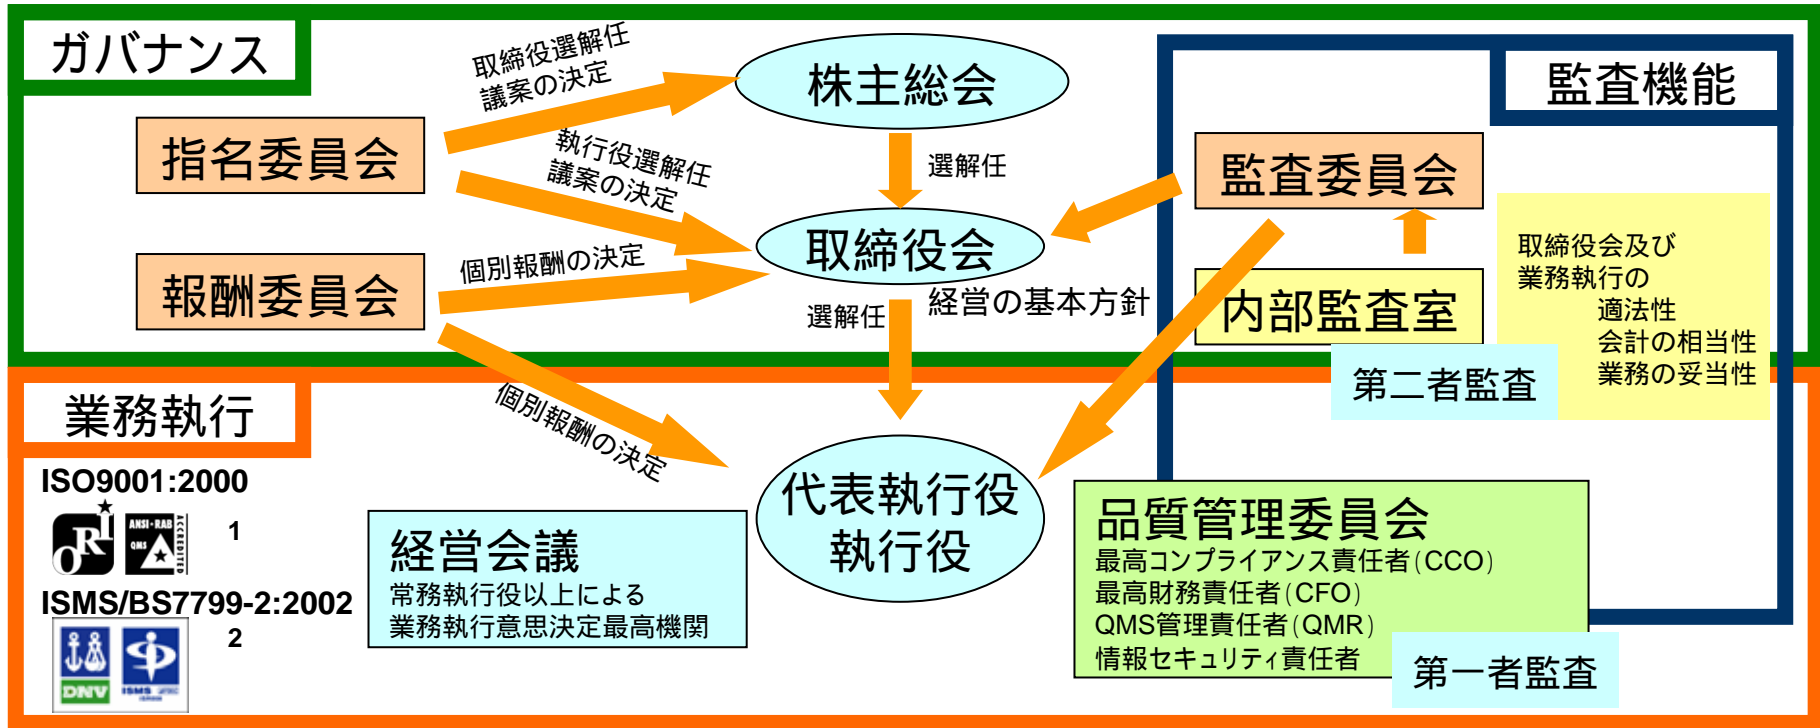 ガバナンス
取締役選解任
議案の決定
株主総会
監査機能
指名委員会
執行役選解任
議案の決定
選解任
監査委員会
取締役会
個別報酬の決定
報酬委員会
選解任
経営の基本方針
内部監査室
取締役会及び
業務執行の
適法性
会計の相当性
業務の妥当性
第二者監査
個別報酬の決定
業務執行
ISO9001:2000
ORI
ANSI-RAB
QMS
ACCREDITED
1
ISMS/BS7799-2:2002
2
DNV
ISMS
経営会議
常務執行役以上による
業務執行意思決定最高機関
代表執行役
執行役
品質管理委員会
最高コンプライアンス責任者(CCO)
最高財務責任者(CFO)
QMS管理責任者(QMR)
情報セキュリティ責任者
第一者監査